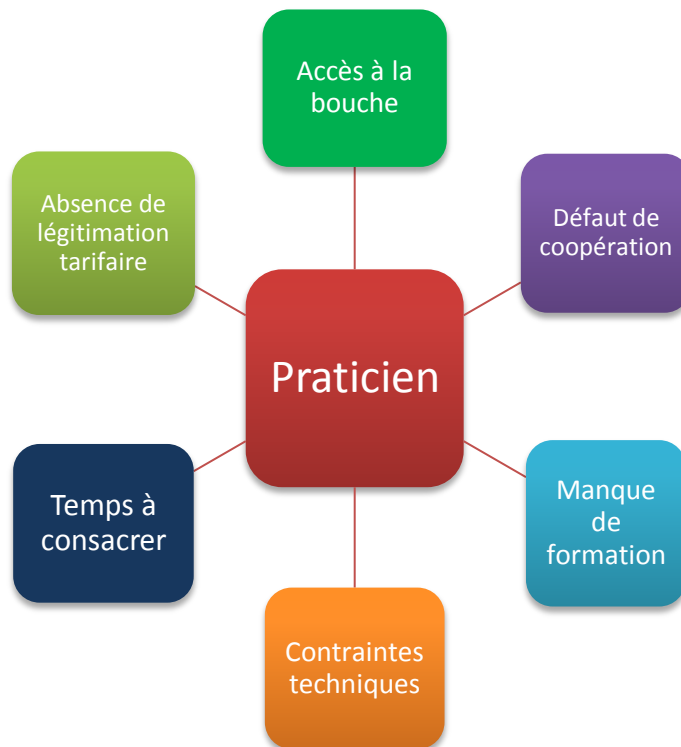 Accès à la
bouche
Absence de
légitimation
tarifaire
Défaut de
coopération
Praticien
Temps à
consacrer
Manque
de
formation
Contraintes
techniques